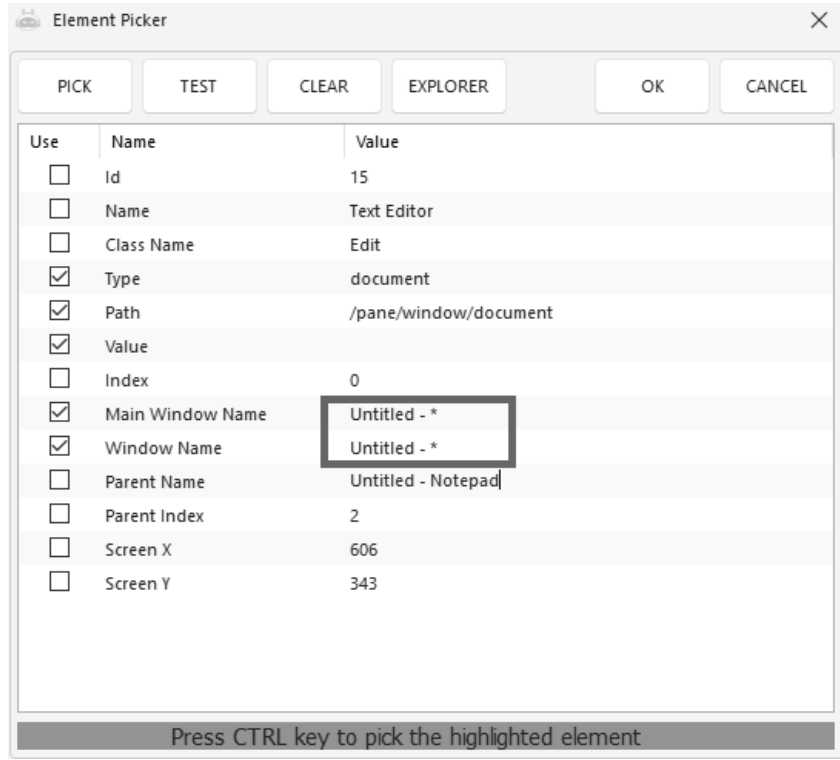 Element Picker
PICK TEST CLEAR EXPLORER OK CANCEL
Use Name Value
Id 15
Name Text Editor
Class Name Edit
Type document
Path /pane/window/document
Value
Index 0
Main Window Name Untitled - *
Window Name Untitled - *
Parent Name Untitled - Notepad
Parent Index 2
Screen X 606
Screen Y 343
Press CTRL key to pick the highlighted element